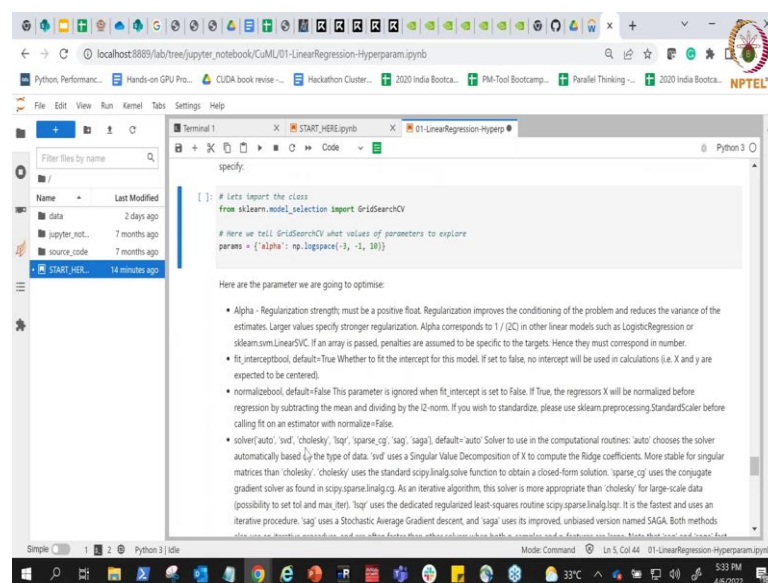 localhost:8889/lab/tree/jupyter_notebook/CuML/01-LinearRegression-Hyperparam.ipynb
NPTEL
Python, Performanc... Hands-on GPU Pro... CUDA book revise -... Hackathon Cluster... 2020 India Bootca... PM-Tool Bootcamp... Parallel Thinking -... 2020 India Bootca...
File Edit View Run Kernel Tabs Settings Help
Terminal 1 START_HERE.ipynb 01-LinearRegression-Hyperp
Filter files by name
Code Python 3
/
Name Last Modified
data 2 days ago
jupyter_not... 7 months ago
source_code 7 months ago
START_HER... 14 minutes ago
specify:
[ ]: # Lets import the class
from sklearn.model_selection import GridSearchCV
# Here we tell GridSearchCV what values of parameters to explore
params = {'alpha': np.logspace(-3, -1, 10)}
Here are the parameter we are going to optimise:
• Alpha - Regularization strength; must be a positive float. Regularization improves the conditioning of the problem and reduces the variance of the
estimates. Larger values specify stronger regularization. Alpha corresponds to 1 / (2C) in other linear models such as LogisticRegression or
sklearn.svm.LinearSVC. If an array is passed, penalties are assumed to be specific to the targets. Hence they must correspond in number.
• fit_interceptbool, default=True Whether to fit the intercept for this model. If set to false, no intercept will be used in calculations (i.e. X and y are
expected to be centered).
• normalizebool, default=False This parameter is ignored when fit_intercept is set to False. If True, the regressors X will be normalized before
regression by subtracting the mean and dividing by the l2-norm. If you wish to standardize, please use sklearn.preprocessing.StandardScaler before
calling fit on an estimator with normalize=False.
• solver{'auto', 'svd', 'cholesky', 'lsqr', 'sparse_cg', 'sag', 'saga'}, default='auto' Solver to use in the computational routines: 'auto' chooses the solver
automatically based on the type of data. 'svd' uses a Singular Value Decomposition of X to compute the Ridge coefficients. More stable for singular
matrices than 'cholesky'. 'cholesky' uses the standard scipy.linalg.solve function to obtain a closed-form solution. 'sparse_cg' uses the conjugate
gradient solver as found in scipy.sparse.linalg.cg. As an iterative algorithm, this solver is more appropriate than 'cholesky' for large-scale data
(possibility to set tol and max_iter). 'lsqr' uses the dedicated regularized least-squares routine scipy.sparse.linalg.lsqr. It is the fastest and uses an
iterative procedure. 'sag' uses a Stochastic Average Gradient descent, and 'saga' uses its improved, unbiased version named SAGA. Both methods
Simple 1 2 Python 3 | Idle Mode: Command Ln 5, Col 44 01-LinearRegression-Hyperparam.ipynb
33°C 5:33 PM
4/6/2022